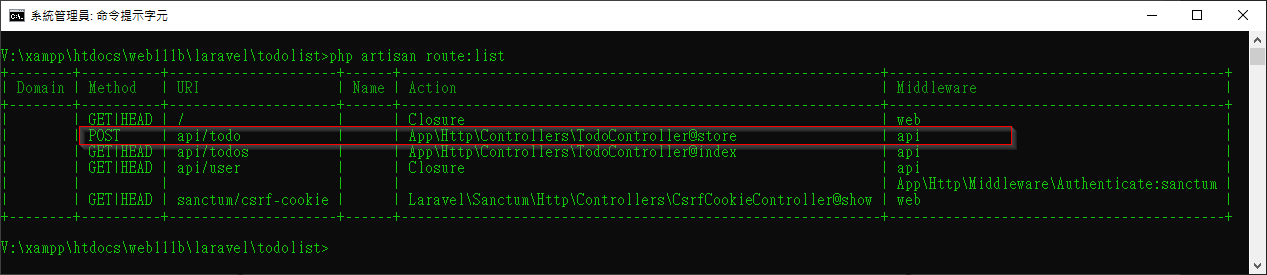 系統管理員: 命令提示字元
V:\xampp\htdocs\web111b\laravel\todolist>php artisan route:list
+--------+----------+---------------------+------+------------------------------------------------------------+------------------------------------------+
| Domain | Method   | URI                 | Name | Action                                                     | Middleware                               |
+--------+----------+---------------------+------+------------------------------------------------------------+------------------------------------------+
|        | GET|HEAD | /                   |      | Closure                                                    | web                                      |
|        | POST     | api/todo            |      | App\Http\Controllers\TodoController@store                  | api                                      |
|        | GET|HEAD | api/todos           |      | App\Http\Controllers\TodoController@index                  | api                                      |
|        | GET|HEAD | api/user            |      | Closure                                                    | api                                      |
|        |          |                     |      |                                                            | App\Http\Middleware\Authenticate:sanctum |
|        | GET|HEAD | sanctum/csrf-cookie |      | Laravel\Sanctum\Http\Controllers\CsrfCookieController@show | web                                      |
+--------+----------+---------------------+------+------------------------------------------------------------+------------------------------------------+
V:\xampp\htdocs\web111b\laravel\todolist>